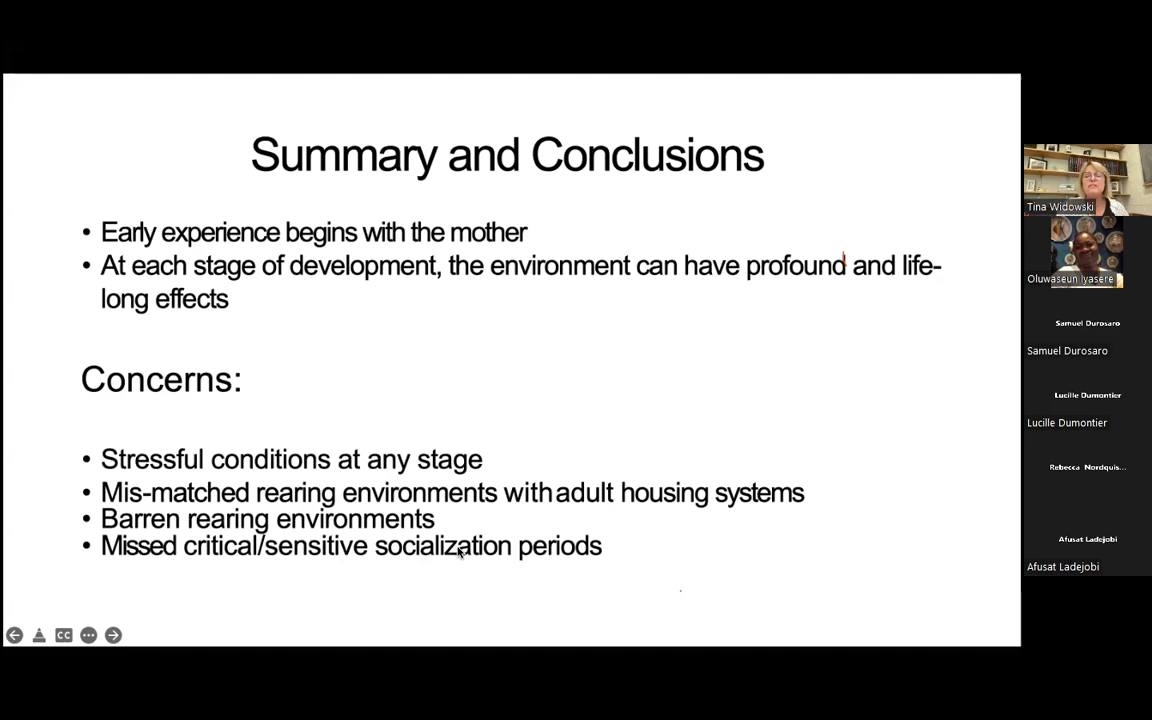 Summary and Conclusions
• Early experience begins with the mother
• At each stage of development, the environment can have profound and life-
long effects
Concerns:
• Stressful conditions at any stage
• Mis-matched rearing environments with adult housing systems
• Barren rearing environments
• Missed critical/sensitive socialization periods
CC
Tina Widowski
Oluwaseun Iyasere
Samuel Durosaro
Samuel Durosaro
Lucille Dumontier
Lucille Dumontier
Rebecca Nordquis...
Afusat Ladejobi
Afusat Ladejobi